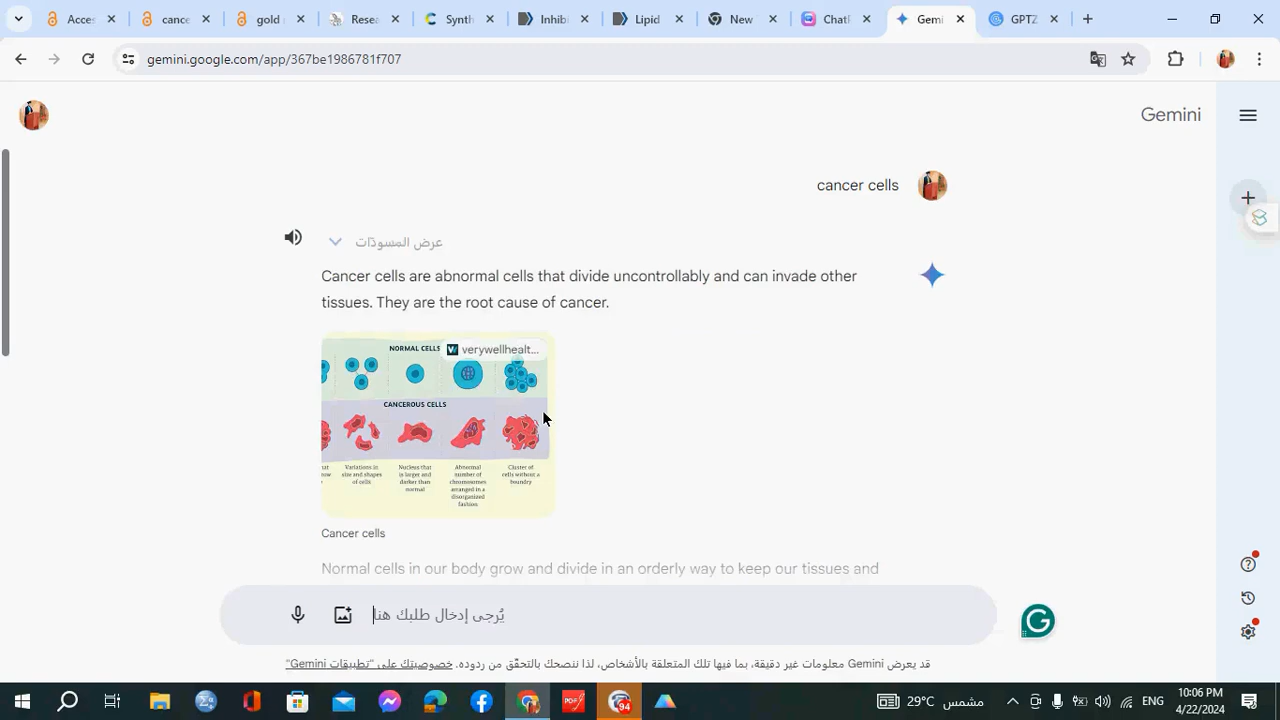 Acces
cance
gold
Resea
Synth
Inhibi
Lipid
New
Chat
Gemi
GPTZ
gemini.google.com/app/367be1986781f707
Gemini
cancer cells
عرض المسودّات
Cancer cells are abnormal cells that divide uncontrollably and can invade other
tissues. They are the root cause of cancer.
NORMAL CELLS
verywellhealt...
CANCEROUS CELLS
Variations in
size and shapes
of cells
Nucleus that
is larger and
darker than
normal
Abnormal
number of
chromosomes
arranged in a
disorganized
fashion
Cluster of
cells without a
boundry
Cancer cells
Normal cells in our body grow and divide in an orderly way to keep our tissues and
يُرجى إدخال طلبك هنا
قد يعرض Gemini معلومات غير دقيقة، بما فيها تلك المتعلقة بالأشخاص، لذا ننصحك بالتحقّق من ردوده. خصوصيتك على "تطبيقات Gemini"
94
29°C مشمس
ENG
10:06 PM
4/22/2024